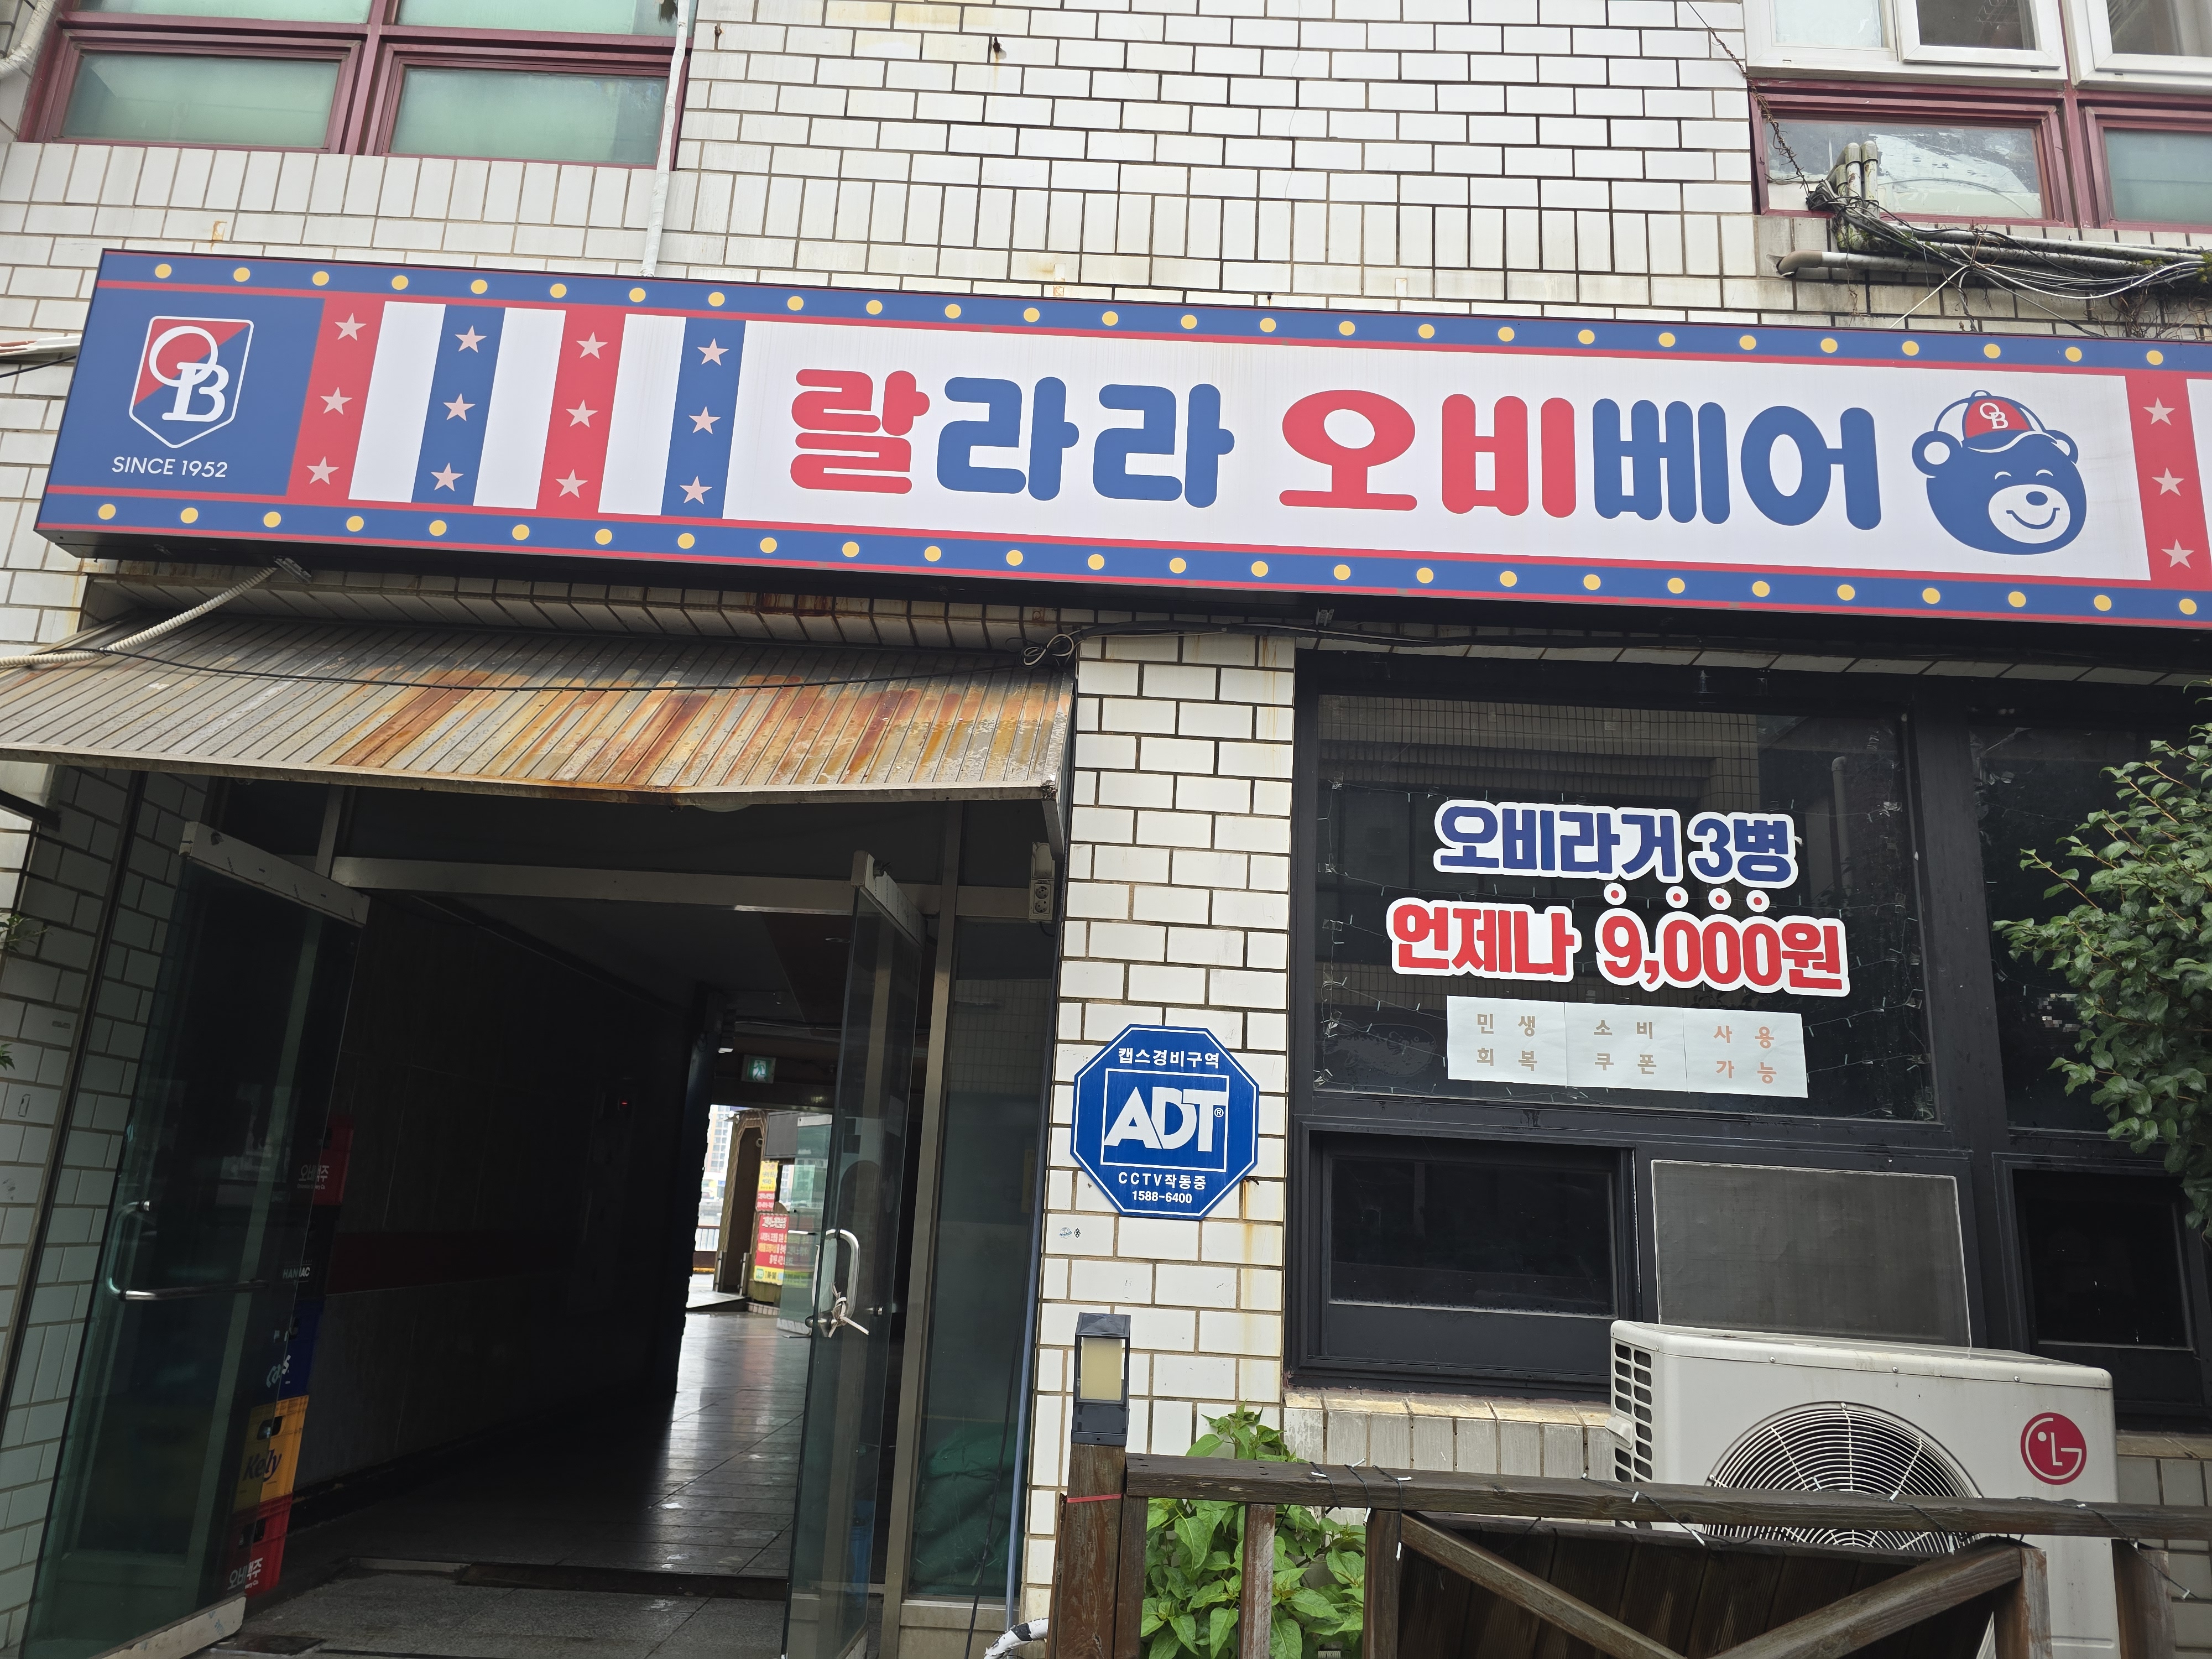 OB
SINCE 1952
랄라라 오비베어
OB
오비라거 3병
언제나 9,000원
민생 소비 사용
회복 쿠폰 가능
캡스경비구역
ADT®
CCTV작동중
1588-6400
LG
Kelly